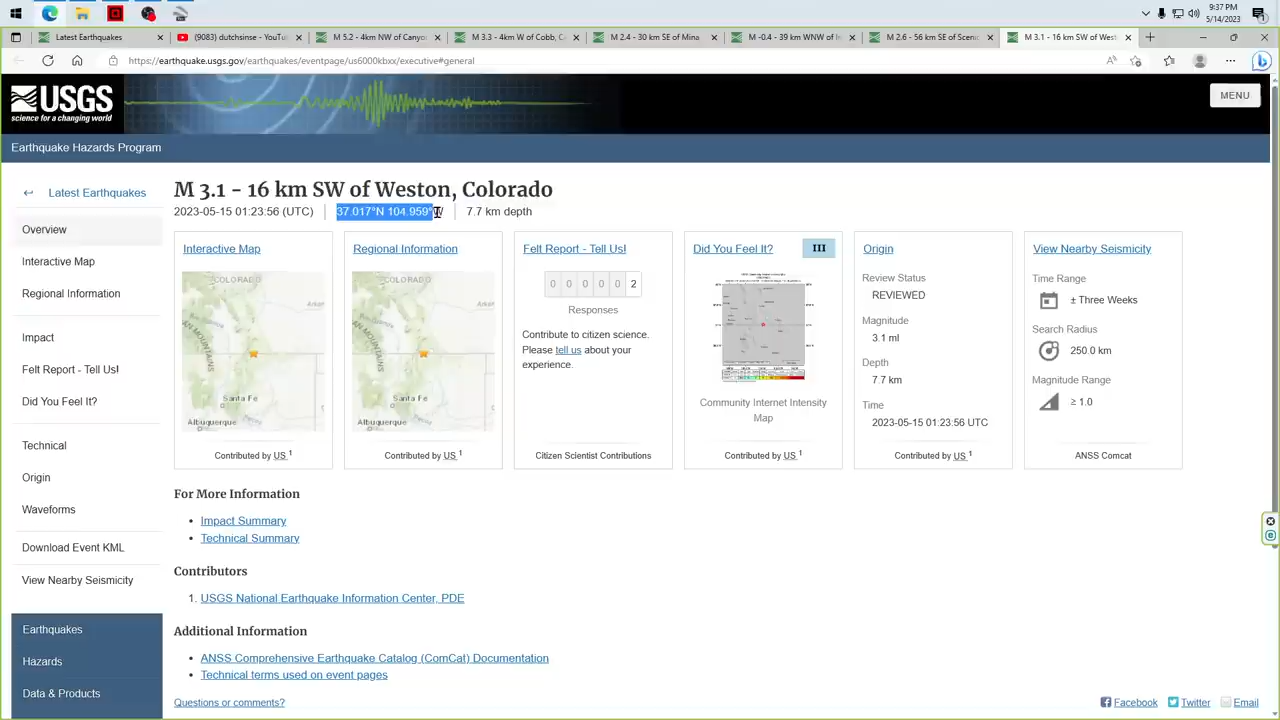 9:37 PM
5/14/2023
Latest Earthquakes
(9083) dutchsinse - YouTu
M 5.2 - 4km NW of Canyon
M 3.3 - 4km W of Cobb, C
M 2.4 - 30 km SE of Mina
M -0.4 - 39 km WNW of
M 2.6 - 56 km SE of Scenic
M 3.1 - 16 km SW of West
https://earthquake.usgs.gov/earthquakes/eventpage/us6000kbxx/executive#general
USGS
science for a changing world
MENU
Earthquake Hazards Program
Latest Earthquakes
Overview
Interactive Map
Regional Information
Impact
Felt Report - Tell Us!
Did You Feel It?
Technical
Origin
Waveforms
Download Event KML
View Nearby Seismicity
Earthquakes
Hazards
Data & Products
M 3.1 - 16 km SW of Weston, Colorado
2023-05-15 01:23:56 (UTC) 37.017°N 104.959°W 7.7 km depth
Interactive Map
COLORADO
Santa Fe
Albuquerque
Contributed by US 1
Regional Information
COLORADO
Santa Fe
Albuquerque
Contributed by US 1
Felt Report - Tell Us!
0 0 0 0 0 2
Responses
Contribute to citizen science.
Please tell us about your
experience.
Citizen Scientist Contributions
Did You Feel It? III
Community Internet Intensity
Map
Contributed by US 1
Origin
Review Status
REVIEWED
Magnitude
3.1 ml
Depth
7.7 km
Time
2023-05-15 01:23:56 UTC
Contributed by US 1
View Nearby Seismicity
Time Range
± Three Weeks
Search Radius
250.0 km
Magnitude Range
≥ 1.0
ANSS Comcat
For More Information
• Impact Summary
• Technical Summary
Contributors
1. USGS National Earthquake Information Center, PDE
Additional Information
• ANSS Comprehensive Earthquake Catalog (ComCat) Documentation
• Technical terms used on event pages
Questions or comments?
Facebook Twitter Email